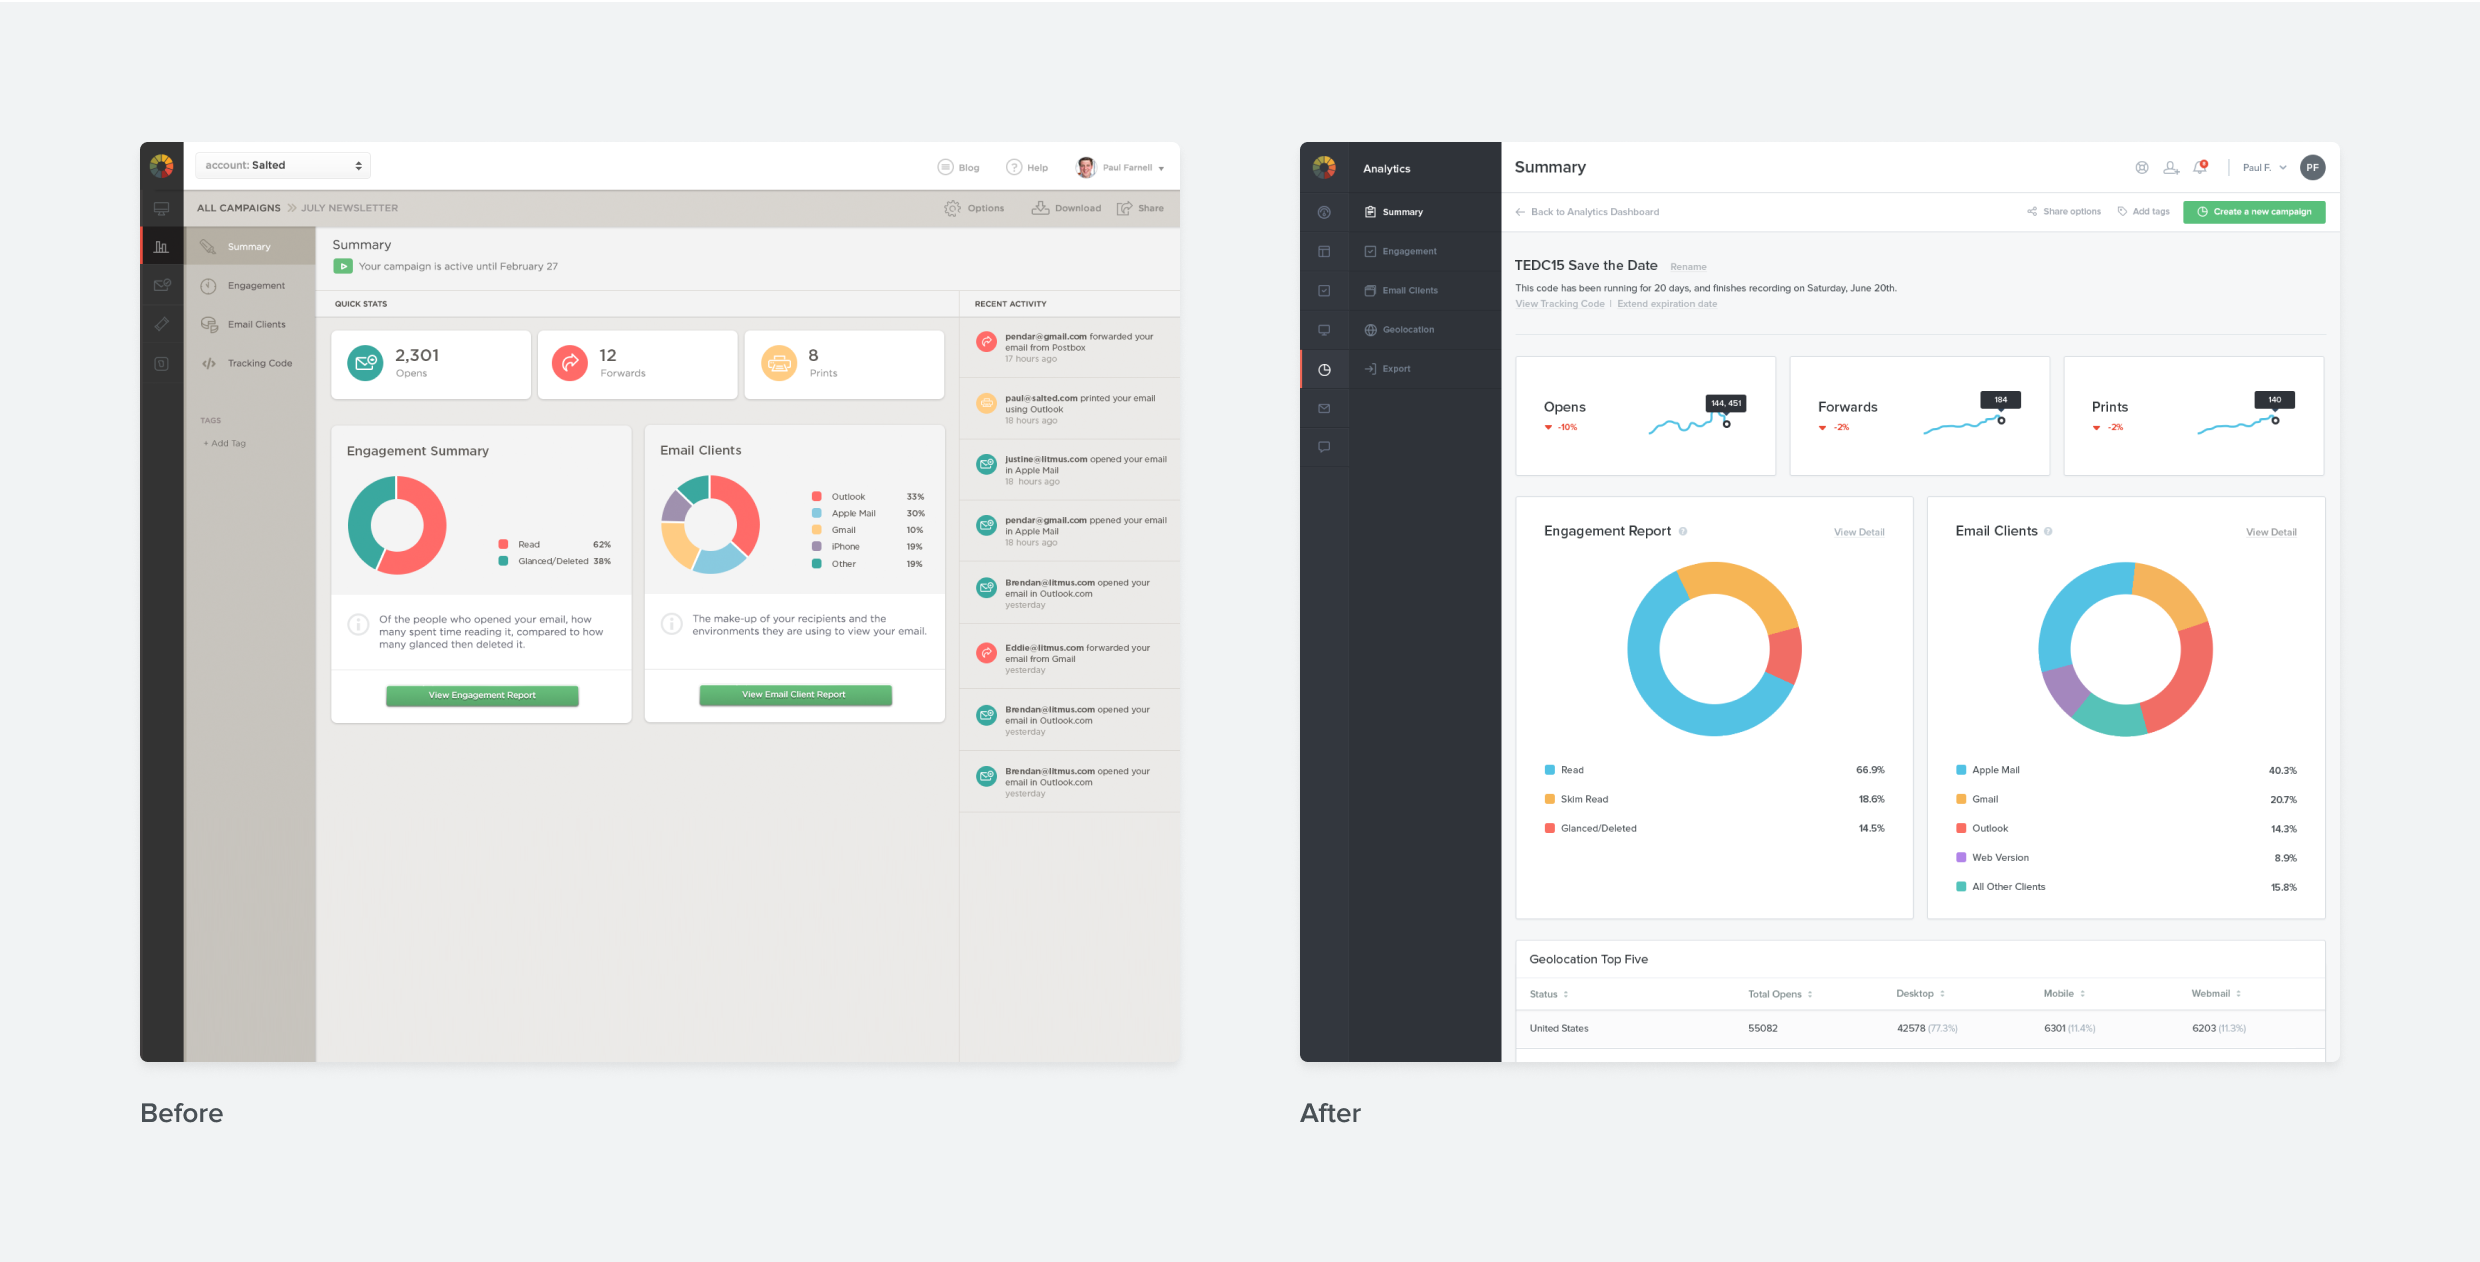 account: Salted
Blog
Help
Paul Farnell
ALL CAMPAIGNS » JULY NEWSLETTER
Options
Download
Share
Summary
Engagement
Email Clients
Tracking Code
TAGS
+ Add Tag
Summary
Your campaign is active until February 27
QUICK STATS
2,301
Opens
12
Forwards
8
Prints
Engagement Summary
Read 62%
Glanced/Deleted 38%
Of the people who opened your email, how
many spent time reading it, compared to how
many glanced then deleted it.
View Engagement Report
Email Clients
Outlook 33%
Apple Mail 30%
Gmail 10%
iPhone 19%
Other 19%
The make-up of your recipients and the
environments they are using to view your email.
View Email Client Report
RECENT ACTIVITY
pendar@gmail.com forwarded your
email from Postbox
17 hours ago
paul@salted.com printed your email
using Outlook
18 hours ago
justine@litmus.com opened your email
in Apple Mail
18 hours ago
pendar@gmail.com ppened your email
in Apple Mail
18 hours ago
Brendan@litmus.com opened your
email in Outlook.com
yesterday
Eddie@litmus.com forwarded your
email from Gmail
yesterday
Brendan@litmus.com opened your
email in Outlook.com
yesterday
Brendan@litmus.com opened your
email in Outlook.com
yesterday
Before
Analytics
Summary
Engagement
Email Clients
Geolocation
Export
Summary
Paul F.
PF
Back to Analytics Dashboard
Share options
Add tags
Create a new campaign
TEDC15 Save the Date Rename
This code has been running for 20 days, and finishes recording on Saturday, June 20th.
View Tracking Code | Extend expiration date
Opens
-10%
144, 451
Forwards
-2%
184
Prints
-2%
140
Engagement Report
View Detail
Read 66.9%
Skim Read 18.6%
Glanced/Deleted 14.5%
Email Clients
View Detail
Apple Mail 40.3%
Gmail 20.7%
Outlook 14.3%
Web Version 8.9%
All Other Clients 15.8%
Geolocation Top Five
Status Total Opens Desktop Mobile Webmail
United States 55082 42578 (77.3%) 6301 (11.4%) 6203 (11.3%)
After